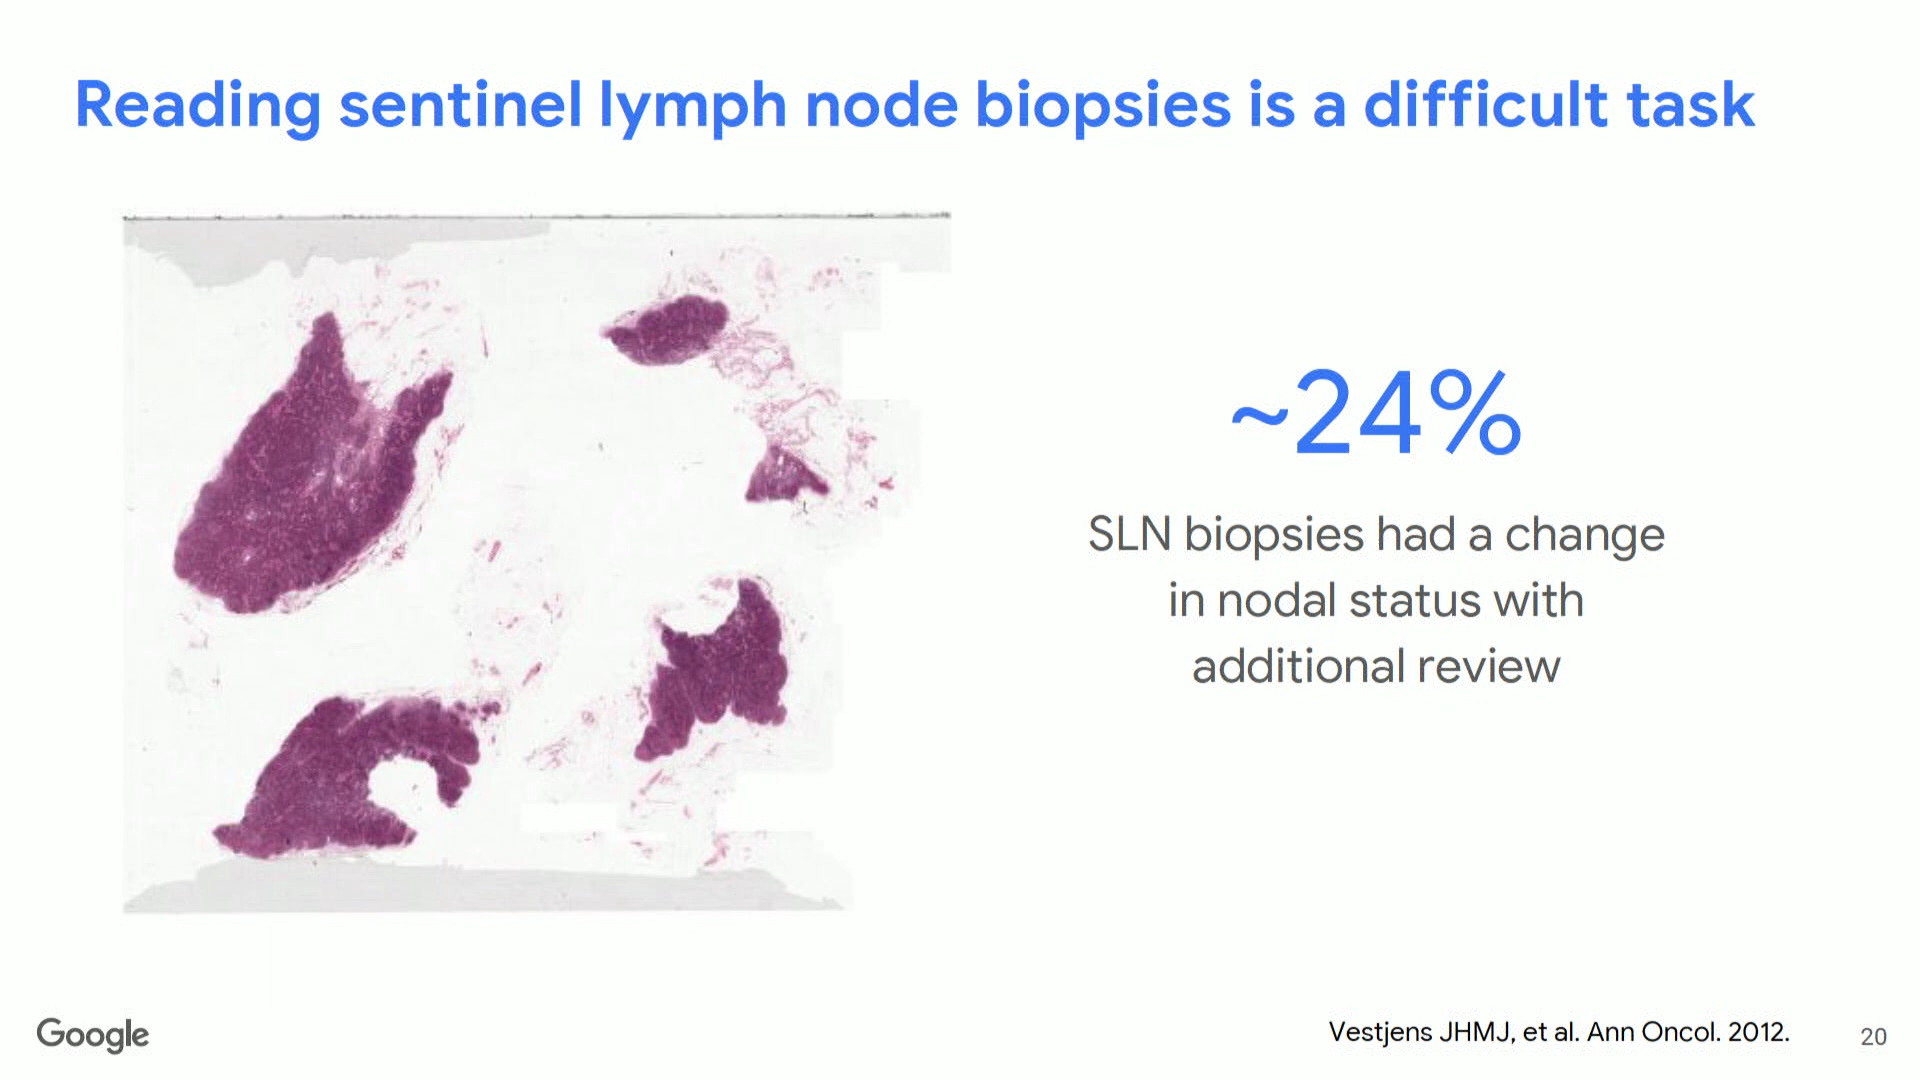 Reading sentinel lymph node biopsies is a difficult task
~24%
SLN biopsies had a change
in nodal status with
additional review
Google
Vestjens JHMJ, et al. Ann Oncol. 2012.
20